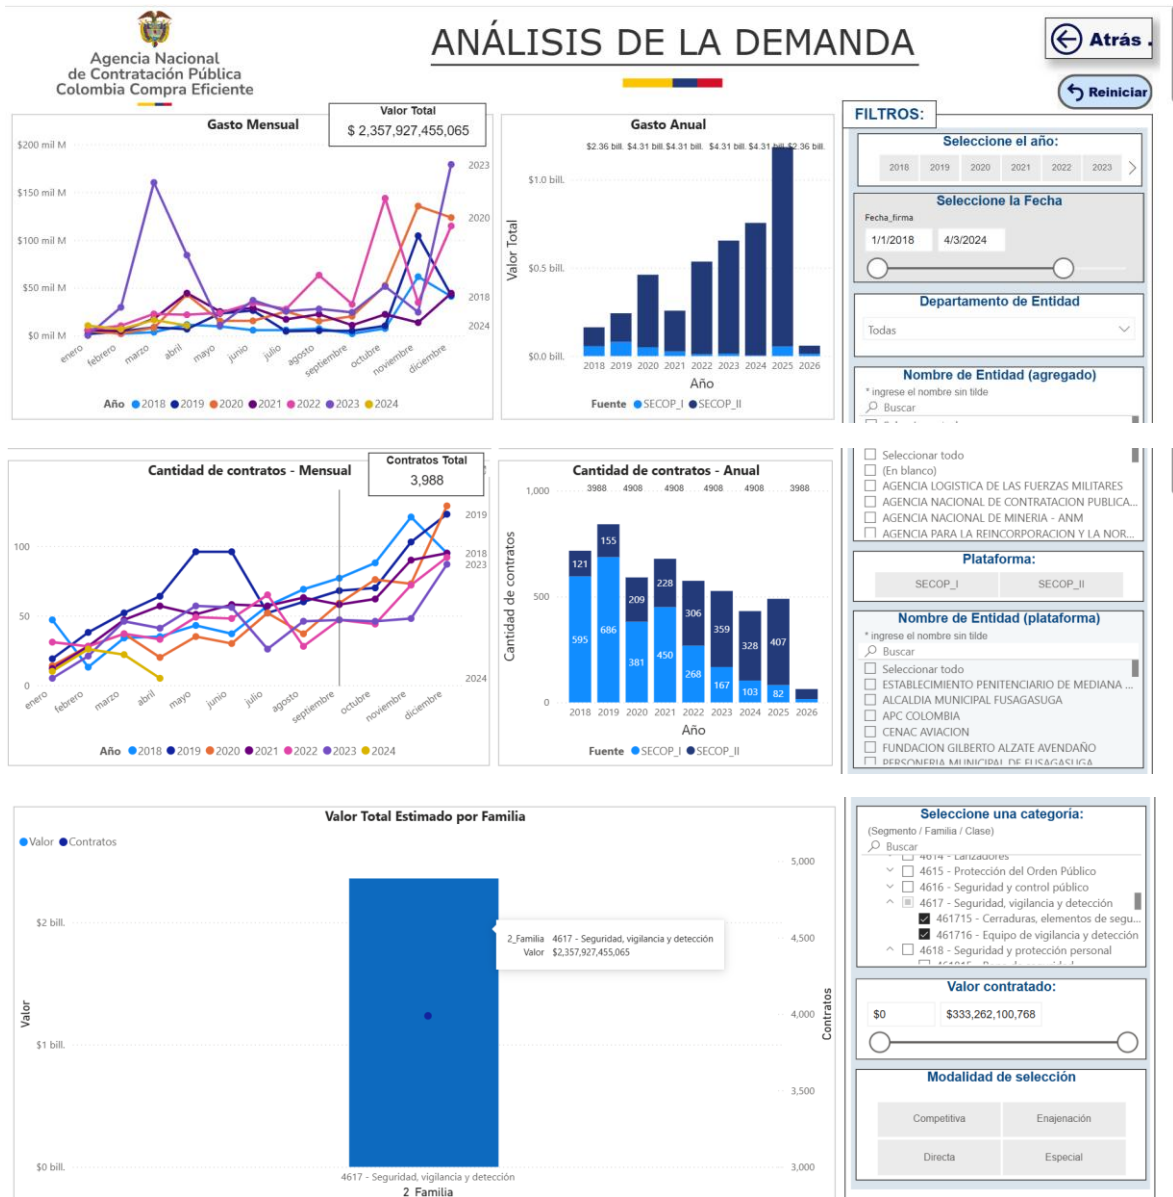 Agencia Nacional
de Contratación Pública
Colombia Compra Eficiente
ANÁLISIS DE LA DEMANDA
Atrás .
Reiniciar
Gasto Mensual
Valor Total
$ 2,357,927,455,065
$200 mil M
$150 mil M
$100 mil M
$50 mil M
$0 mil M
2023
2020
2018
2024
enero febrero marzo abril mayo junio julio agosto septiembre octubre noviembre diciembre
Año 2018 2019 2020 2021 2022 2023 2024
Gasto Anual
$2.36 bill. $4.31 bill. $4.31 bill. $4.31 bill. $4.31 bill. $2.36 bill.
Valor Total
$1.0 bill.
$0.5 bill.
$0.0 bill.
2018 2019 2020 2021 2022 2023 2024 2025 2026
Año
Fuente SECOP_I SECOP_II
FILTROS:
Seleccione el año:
2018 2019 2020 2021 2022 2023
Seleccione la Fecha
Fecha_firma
1/1/2018 4/3/2024
Departamento de Entidad
Todas
Nombre de Entidad (agregado)
* ingrese el nombre sin tilde
Buscar
Cantidad de contratos - Mensual
Contratos Total
3,988
100
50
0
2019
2018
2023
2024
enero febrero marzo abril mayo junio julio agosto septiembre octubre noviembre diciembre
Año 2018 2019 2020 2021 2022 2023 2024
Cantidad de contratos - Anual
3988 4908 4908 4908 4908 3988
Cantidad de contratos
1,000
500
0
121 155 209 228 306 359 328 407
595 686 381 450 268 167 103 82
2018 2019 2020 2021 2022 2023 2024 2025 2026
Año
Fuente SECOP_I SECOP_II
Seleccionar todo
(En blanco)
AGENCIA LOGISTICA DE LAS FUERZAS MILITARES
AGENCIA NACIONAL DE CONTRATACION PUBLICA...
AGENCIA NACIONAL DE MINERIA - ANM
AGENCIA PARA LA REINCORPORACION Y LA NOR...
Plataforma:
SECOP_I SECOP_II
Nombre de Entidad (plataforma)
* ingrese el nombre sin tilde
Buscar
Seleccionar todo
ESTABLECIMIENTO PENITENCIARIO DE MEDIANA ...
ALCALDIA MUNICIPAL FUSAGASUGA
APC COLOMBIA
CENAC AVIACION
FUNDACION GILBERTO ALZATE AVENDAÑO
PERSONERIA MUNICIPAL DE FUSAGASUGA
Valor Total Estimado por Familia
Valor Contratos
Valor
$2 bill.
$1 bill.
$0 bill.
2_Familia 4617 - Seguridad, vigilancia y detección
Valor $2,357,927,455,065
5,000
4,500
4,000
3,500
3,000
Contratos
4617 - Seguridad, vigilancia y detección
2 Familia
Seleccione una categoría:
(Segmento / Familia / Clase)
Buscar
4614 - Lanzadores
4615 - Protección del Orden Público
4616 - Seguridad y control público
4617 - Seguridad, vigilancia y detección
461715 - Cerraduras, elementos de segu...
461716 - Equipo de vigilancia y detección
4618 - Seguridad y protección personal
Valor contratado:
$0 $333,262,100,768
Modalidad de selección
Competitiva Enajenación
Directa Especial